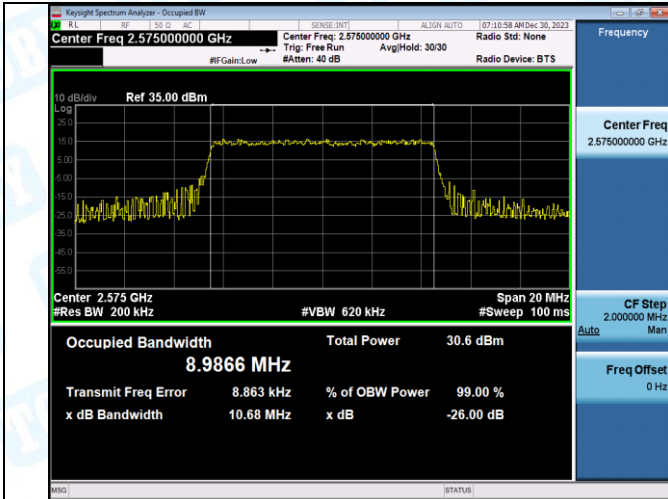 Keysight Spectrum Analyzer - Occupied BW
RL RF 50 Ω AC SENSE:INT ALIGN AUTO 07:10:58 AM Dec 30, 2023
Center Freq 2.575000000 GHz
Center Freq: 2.575000000 GHz
Radio Std: None
Trig: Free Run Avg|Hold: 30/30
#IFGain:Low #Atten: 40 dB Radio Device: BTS
Frequency
10 dB/div Ref 35.00 dBm
Log
25.0
15.0
5.00
-5.00
-15.0
-25.0
-35.0
-45.0
-55.0
Center Freq
2.575000000 GHz
Center 2.575 GHz Span 20 MHz
#Res BW 200 kHz #VBW 620 kHz #Sweep 100 ms
CF Step
2.000000 MHz
Auto Man
Occupied Bandwidth Total Power 30.6 dBm
8.9866 MHz
Transmit Freq Error 8.863 kHz % of OBW Power 99.00 %
x dB Bandwidth 10.68 MHz x dB -26.00 dB
Freq Offset
0 Hz
MSG STATUS